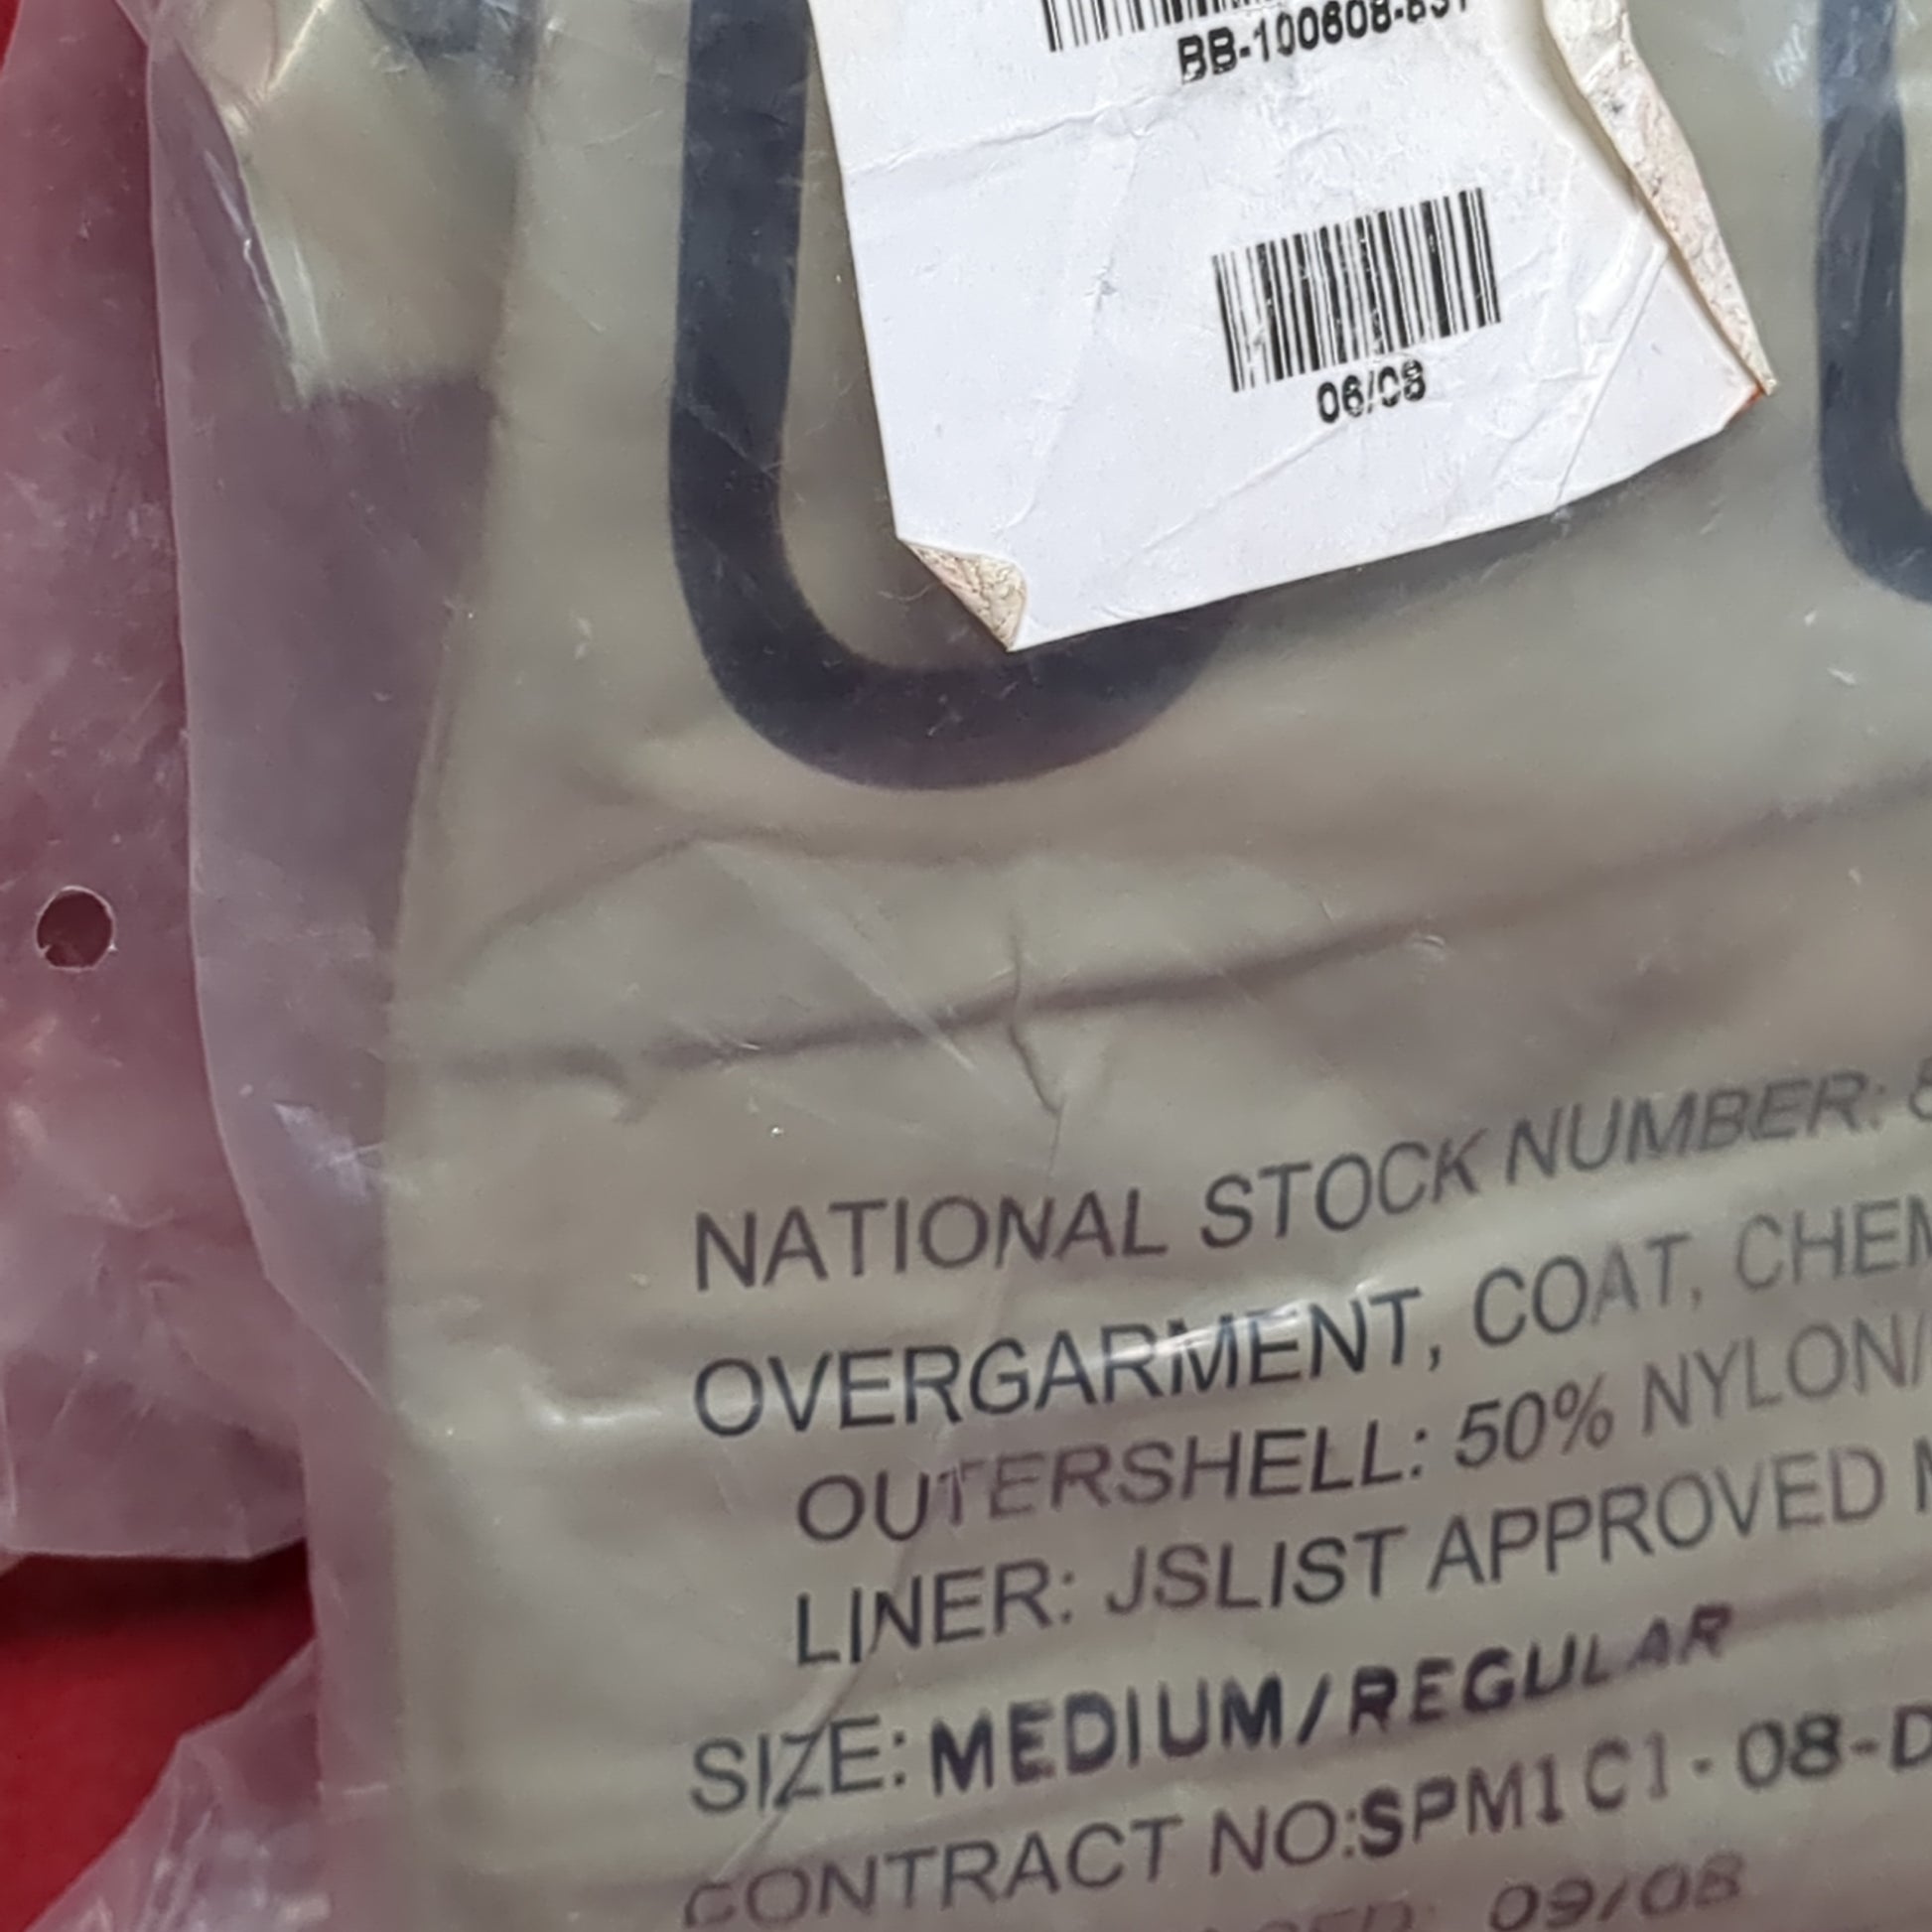 BB-100608-
06/08
NATIONAL STOCK NUMBER:
OVERGARMENT, COAT, CHEM
OUTERSHELL: 50% NYLON/
LINER: JSLIST APPROVED
SIZE: MEDIUM/REGULAR
CONTRACT NO:SPM1C1-08-D
09/08